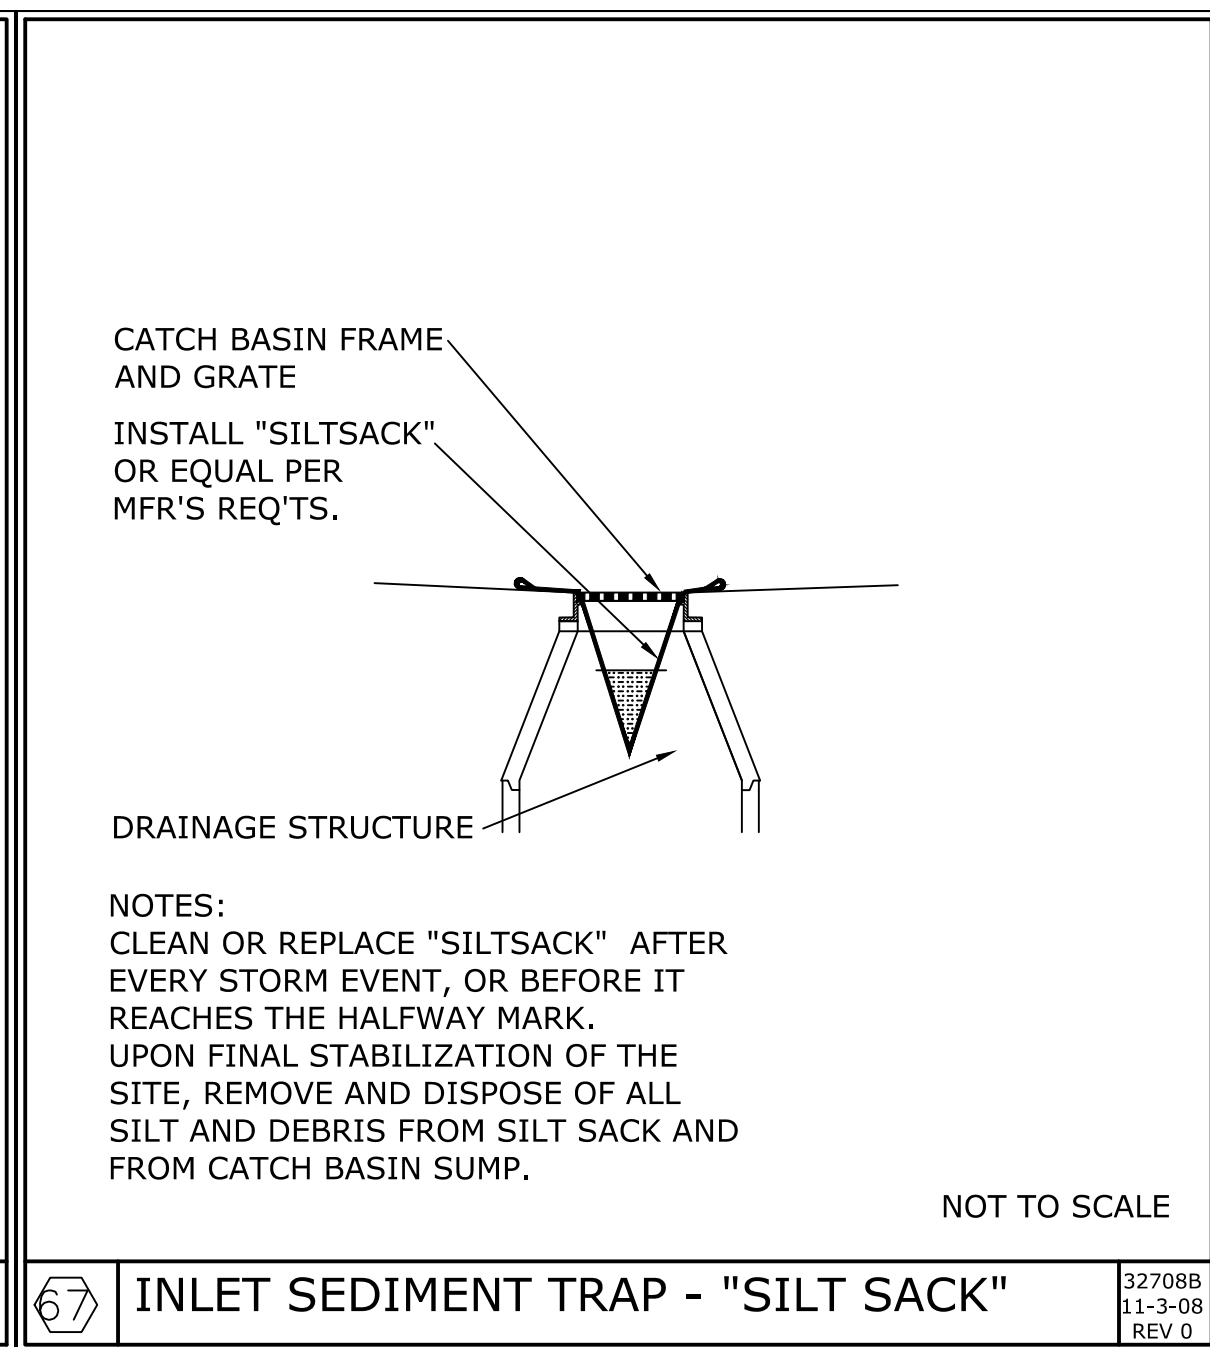 CATCH BASIN FRAME
AND GRATE
INSTALL "SILTSACK"
OR EQUAL PER
MFR'S REQ'TS.
DRAINAGE STRUCTURE
NOTES:
CLEAN OR REPLACE "SILTSACK" AFTER
EVERY STORM EVENT, OR BEFORE IT
REACHES THE HALFWAY MARK.
UPON FINAL STABILIZATION OF THE
SITE, REMOVE AND DISPOSE OF ALL
SILT AND DEBRIS FROM SILT SACK AND
FROM CATCH BASIN SUMP.
NOT TO SCALE
67
INLET SEDIMENT TRAP - "SILT SACK"
32708B
11-3-08
REV 0